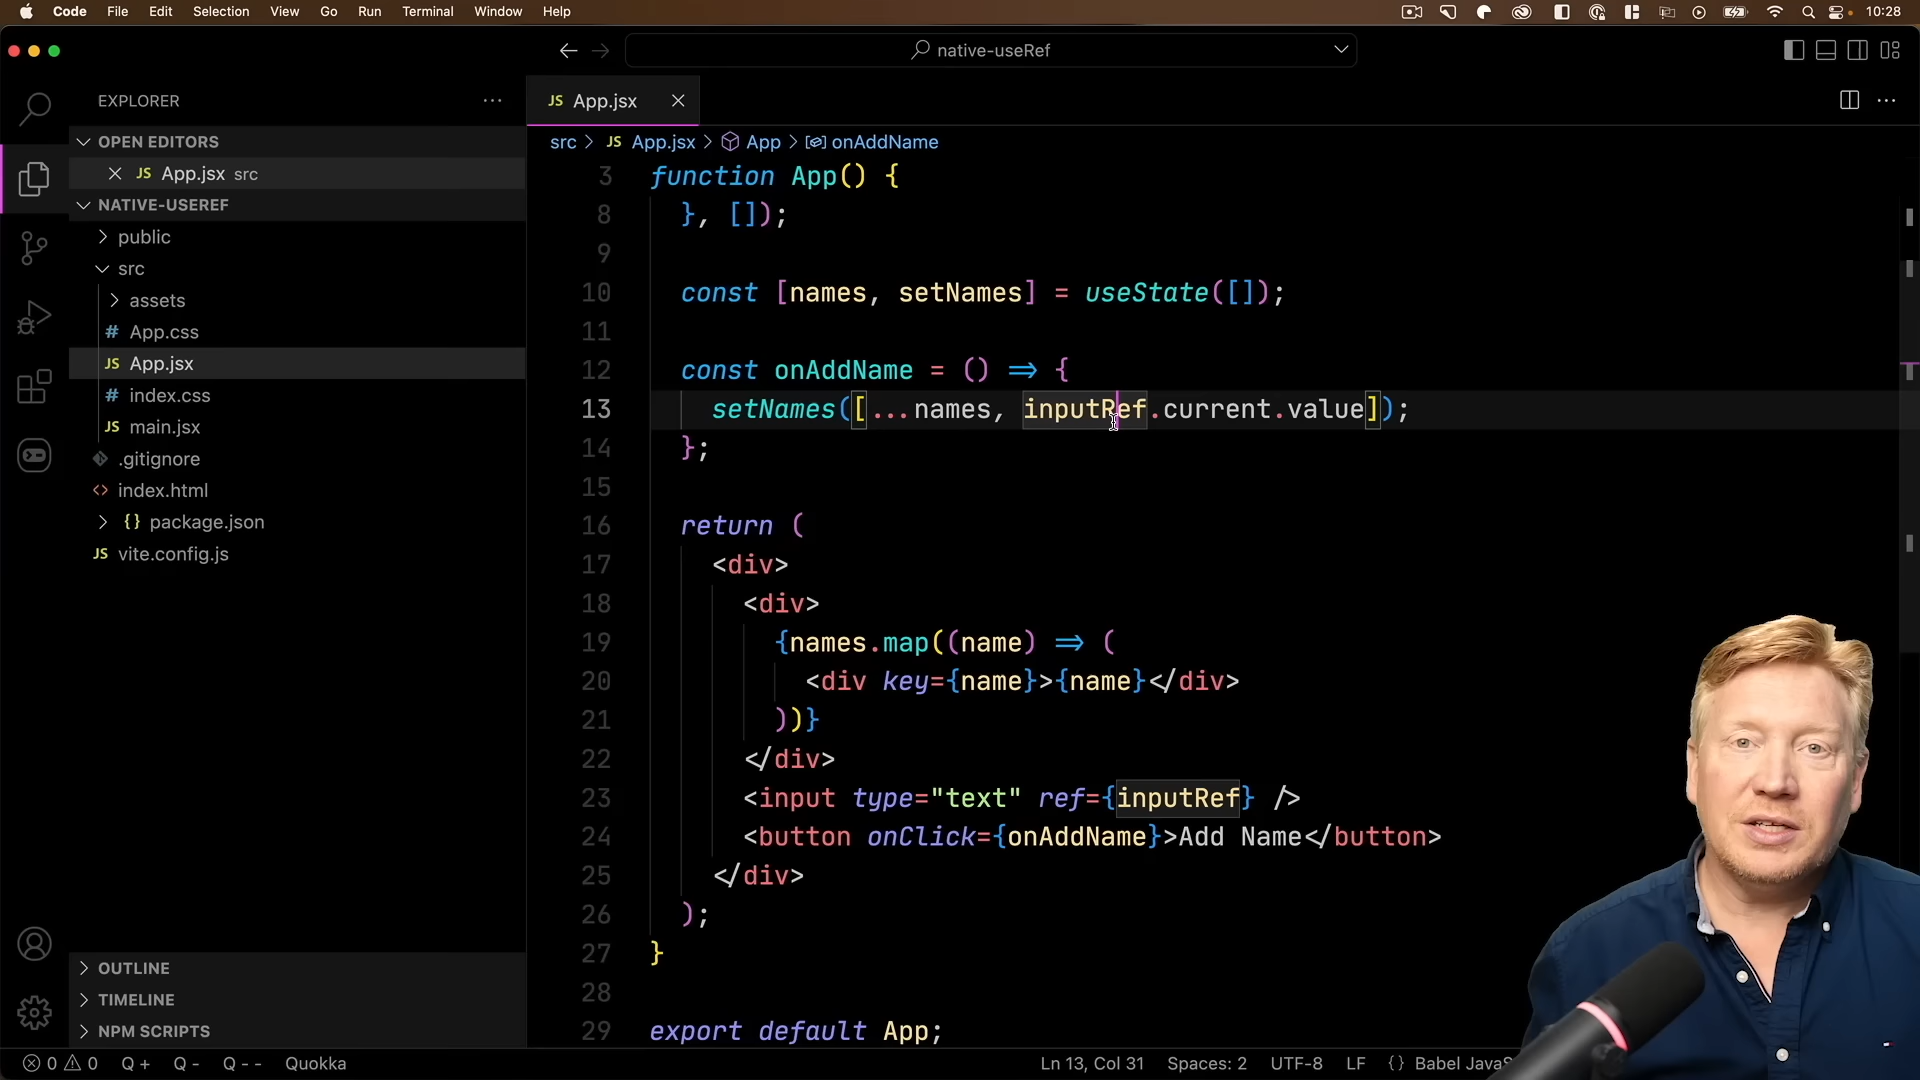 Code File Edit Selection View Go Run Terminal Window Help 10:28
native-useRef
EXPLORER
OPEN EDITORS
JS App.jsx src
NATIVE-USEREF
public
src
assets
# App.css
JS App.jsx
# index.css
JS main.jsx
.gitignore
<> index.html
{} package.json
JS vite.config.js
OUTLINE
TIMELINE
NPM SCRIPTS
JS App.jsx
src > JS App.jsx > App > onAddName
3 function App() {
8 }, []);
9
10 const [names, setNames] = useState([]);
11
12 const onAddName = () => {
13 setNames([...names, inputRef.current.value]);
14 };
15
16 return (
17 <div>
18 <div>
19 {names.map((name) => (
20 <div key={name}>{name}</div>
21 ))}
22 </div>
23 <input type="text" ref={inputRef} />
24 <button onClick={onAddName}>Add Name</button>
25 </div>
26 );
27 }
28
29 export default App;
0 0 Q+ Q- Q-- Quokka Ln 13, Col 31 Spaces: 2 UTF-8 LF {} Babel